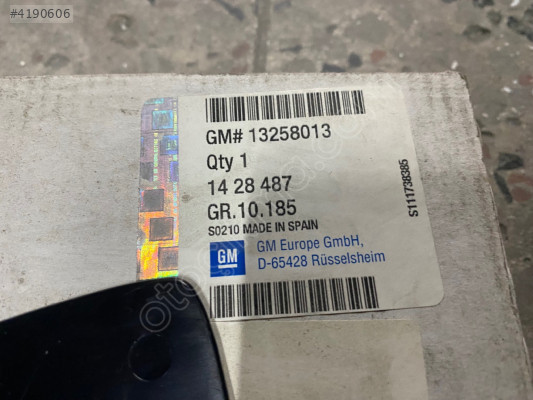 #4190606
GM# 13258013
Qty 1
14 28 487
GR.10.185
S0210 MADE IN SPAIN
GM
GM Europe GmbH,
D-65428 Rüsselsheim
S111738385